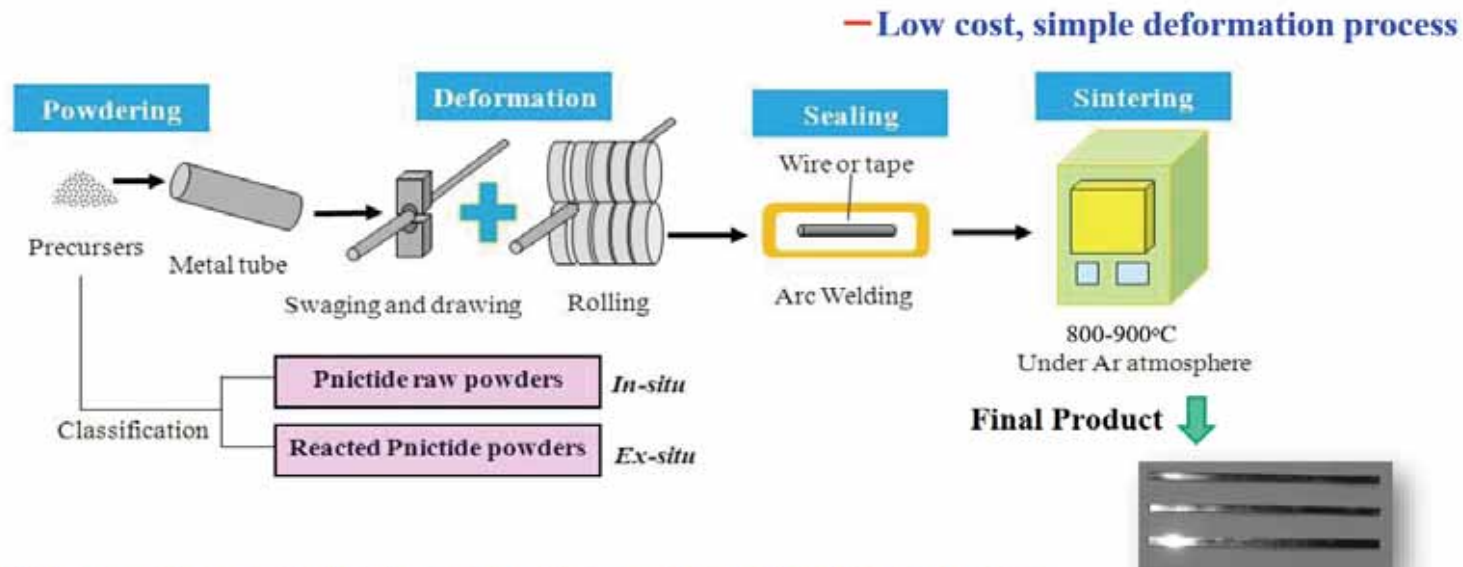 — Low cost, simple deformation process
Powdering
Deformation
Sealing
Sintering
Wire or tape
Precursers
Metal tube
Swaging and drawing
Rolling
Arc Welding
800-900°C
Under Ar atmosphere
Pnictide raw powders
In-situ
Classification
Reacted Pnictide powders
Ex-situ
Final Product